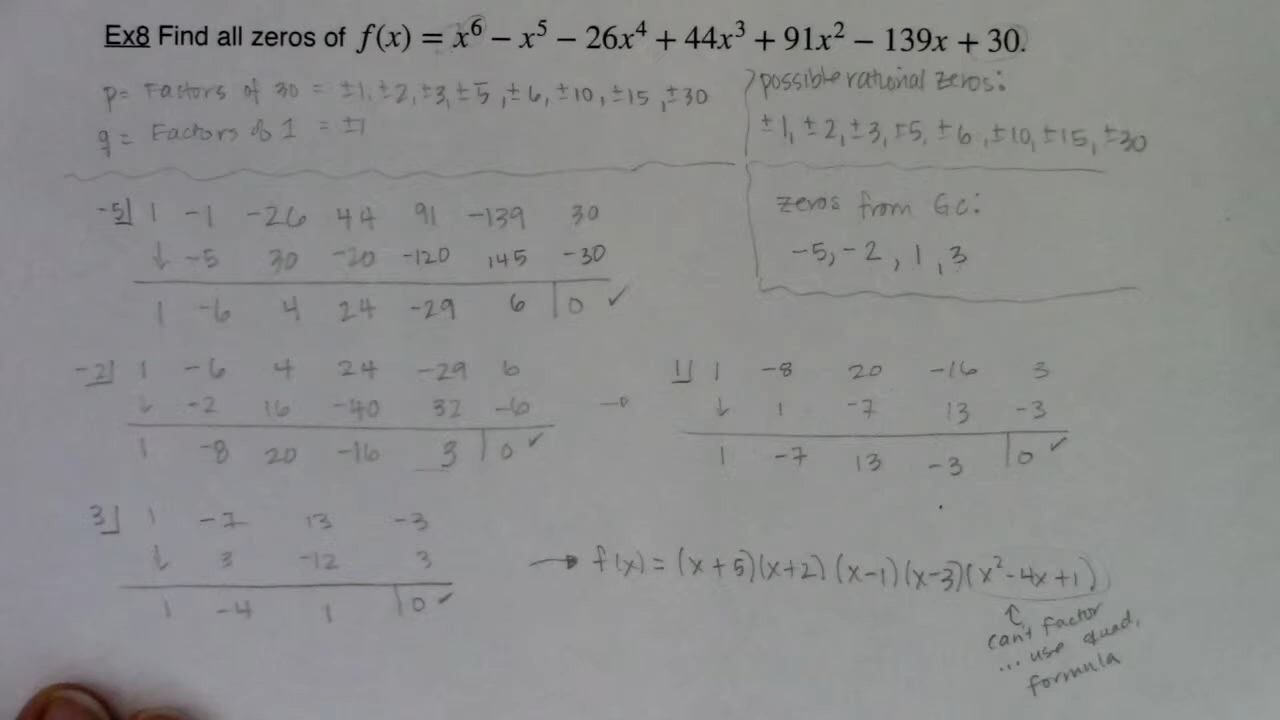 Ex8 Find all zeros of f(x) = x⁶ − x⁵ − 26x⁴ + 44x³ + 91x² − 139x + 30.
p = Factors of 30 = ±1, ±2, ±3, ±5, ±6, ±10, ±15, ±30
q = Factors of 1 = ±1
possible rational zeros:
±1, ±2, ±3, ±5, ±6, ±10, ±15, ±30
zeros from GC:
-5, -2, 1, 3
-5| 1 -1 -26 44 91 -139 30
↓ -5 30 -20 -120 145 -30
1 -6 4 24 -29 6 |0 ✓
-2| 1 -6 4 24 -29 6
↓ -2 16 -40 32 -6
1 -8 20 -16 3 |0 ✓
→
1| 1 -8 20 -16 3
↓ 1 -7 13 -3
1 -7 13 -3 |0 ✓
3| 1 -7 13 -3
↓ 3 -12 3
1 -4 1 |0 ✓
→ f(x) = (x+5)(x+2)(x-1)(x-3)(x²-4x+1)
↑
can't factor
... use quad.
formula